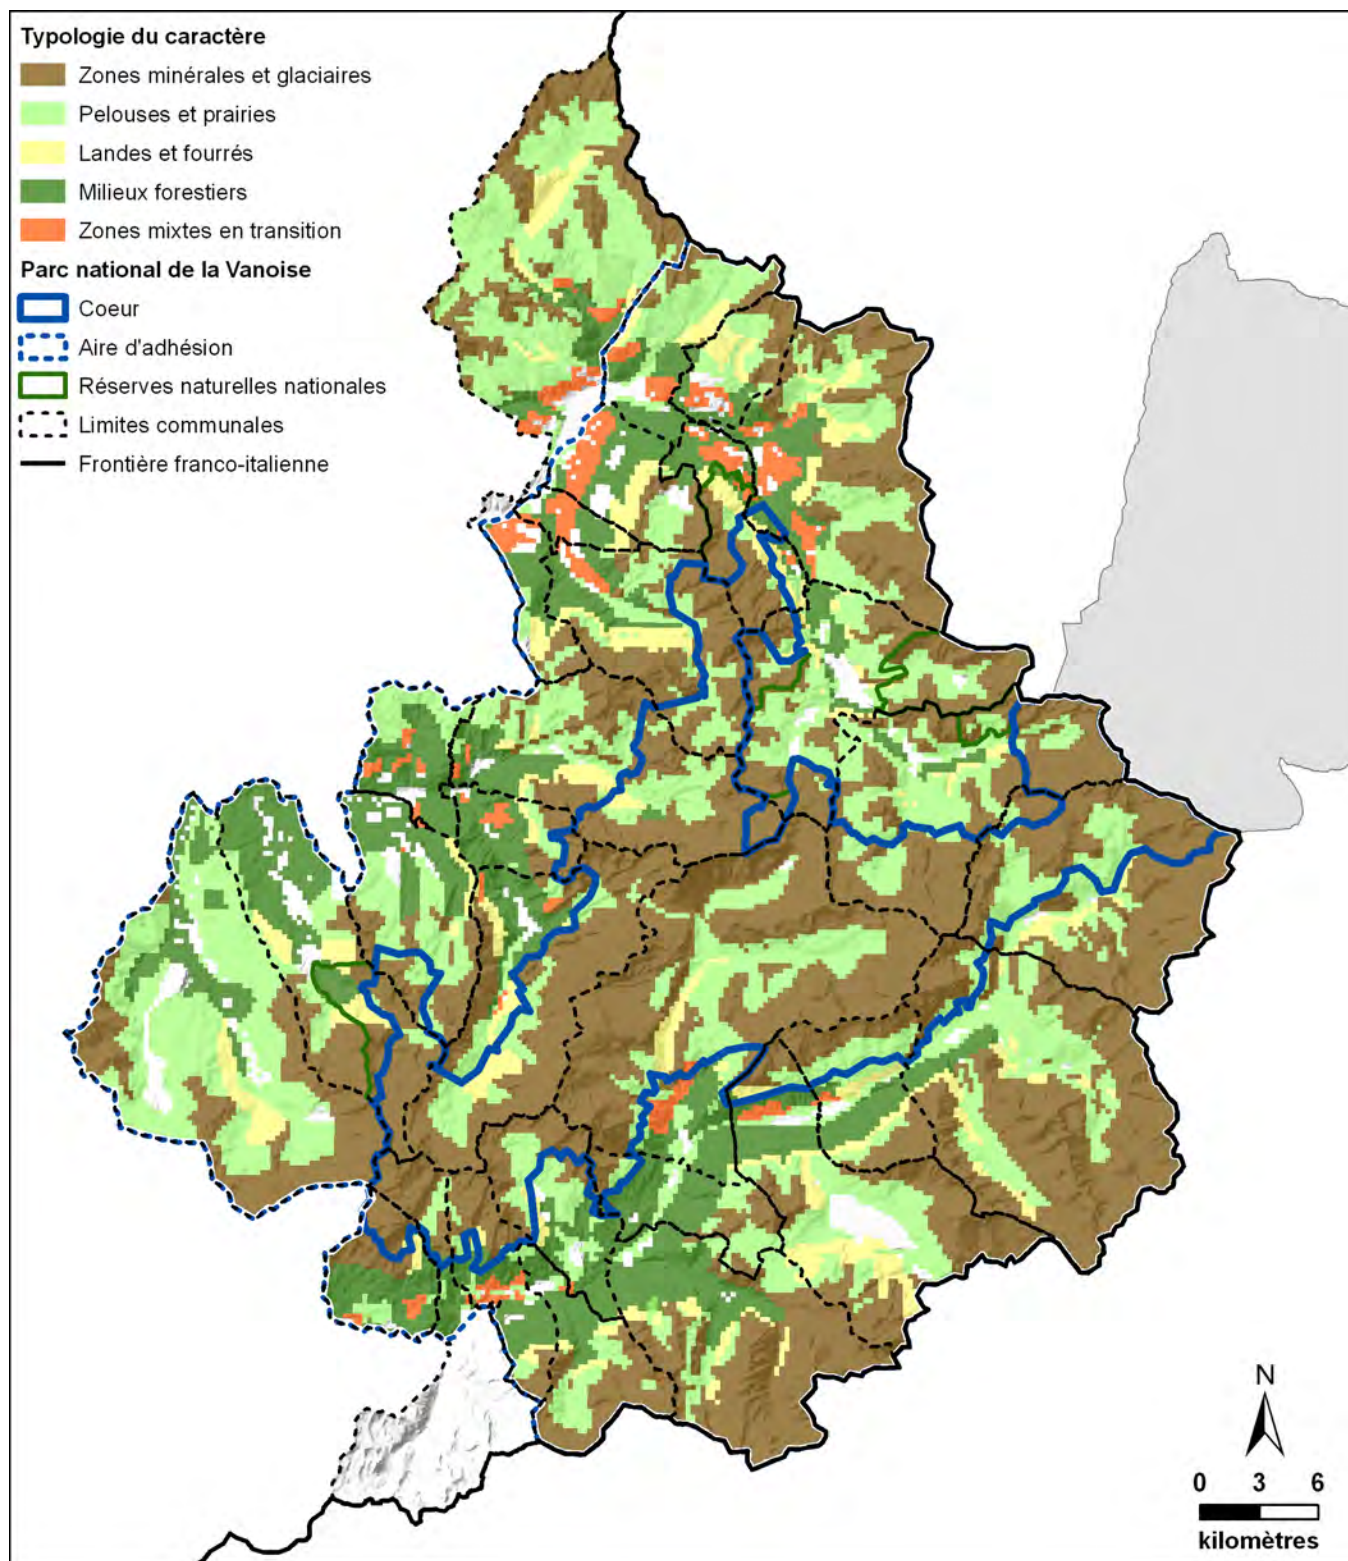 Typologie du caractère
Zones minérales et glaciaires
Pelouses et prairies
Landes et fourrés
Milieux forestiers
Zones mixtes en transition
Parc national de la Vanoise
Coeur
Aire d'adhésion
Réserves naturelles nationales
Limites communales
Frontière franco-italienne
N
0 3 6
kilomètres